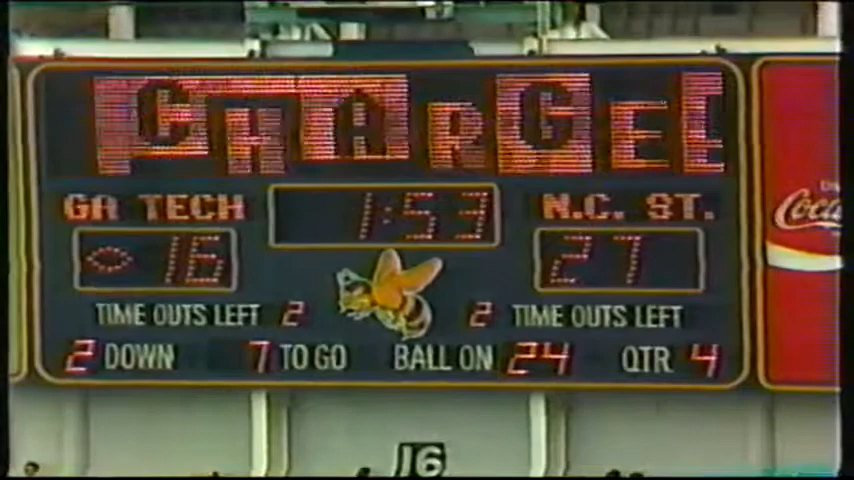 CHARGE!
GA TECH 1:53 N.C. ST.
16 27
TIME OUTS LEFT 2 2 TIME OUTS LEFT
2 DOWN 7 TO GO BALL ON 24 QTR 4
Coca
16